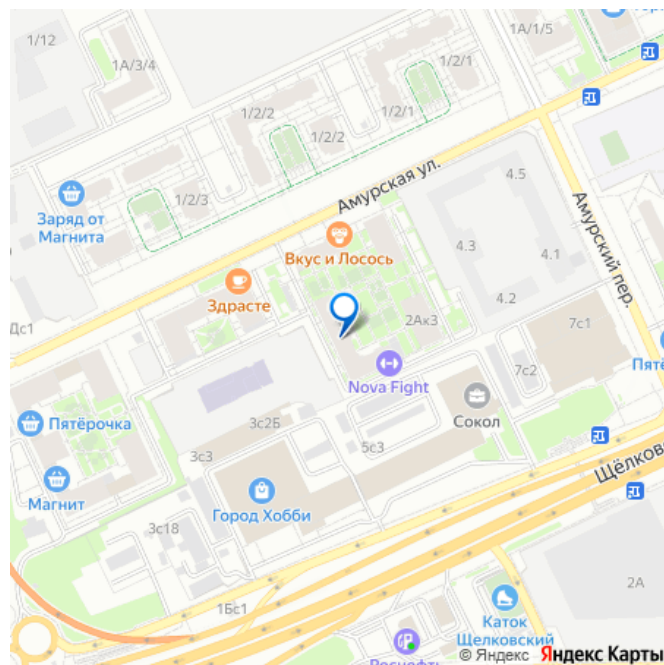 1/12
1А/3/4
1/2/1
1А/1/5
1/2/2
1/2/1
1/2/2
1/2/3
Заряд от
Магнита
Амурская ул.
4.5
Амурский пер.
Вкус и Лосось
4.3
4.1
Здрасте
4.2
2Ак3
7с1
Nova Fight
7с2
Пятёрочка
3с2Б
Сокол
3с3
5с3
Магнит
Город Хобби
3с18
1Бс1
2А
Каток
Щелковский
© Яндекс Яндекс Карты